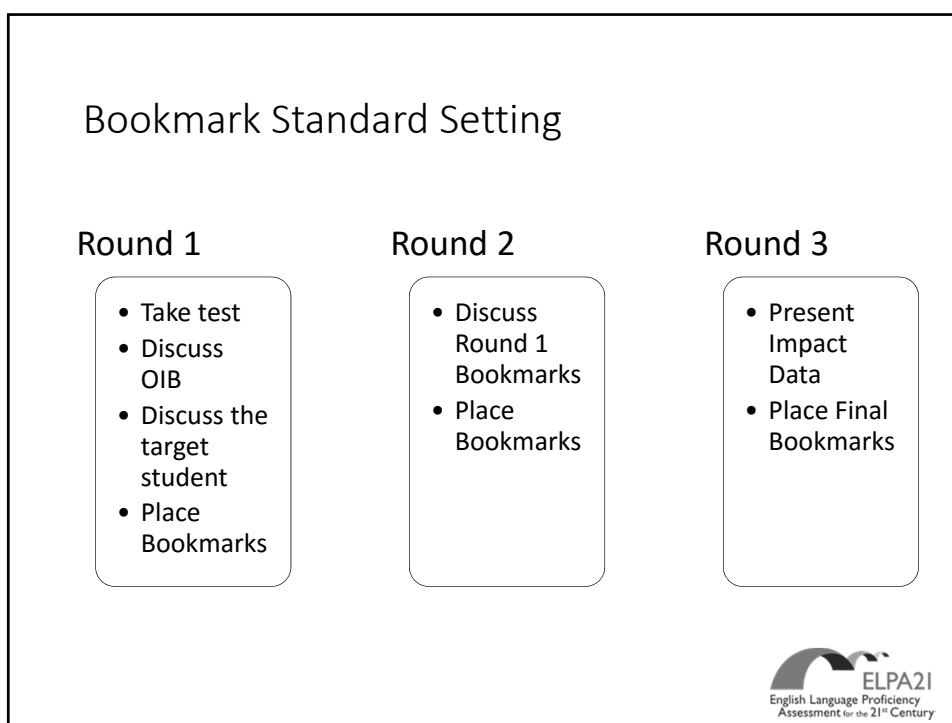 Bookmark Standard Setting
Round 1
• Take test
• Discuss
OIB
• Discuss the
target
student
• Place
Bookmarks
Round 2
• Discuss
Round 1
Bookmarks
• Place
Bookmarks
Round 3
• Present
Impact
Data
• Place Final
Bookmarks
ELPA21
English Language Proficiency
Assessment for the 21st Century